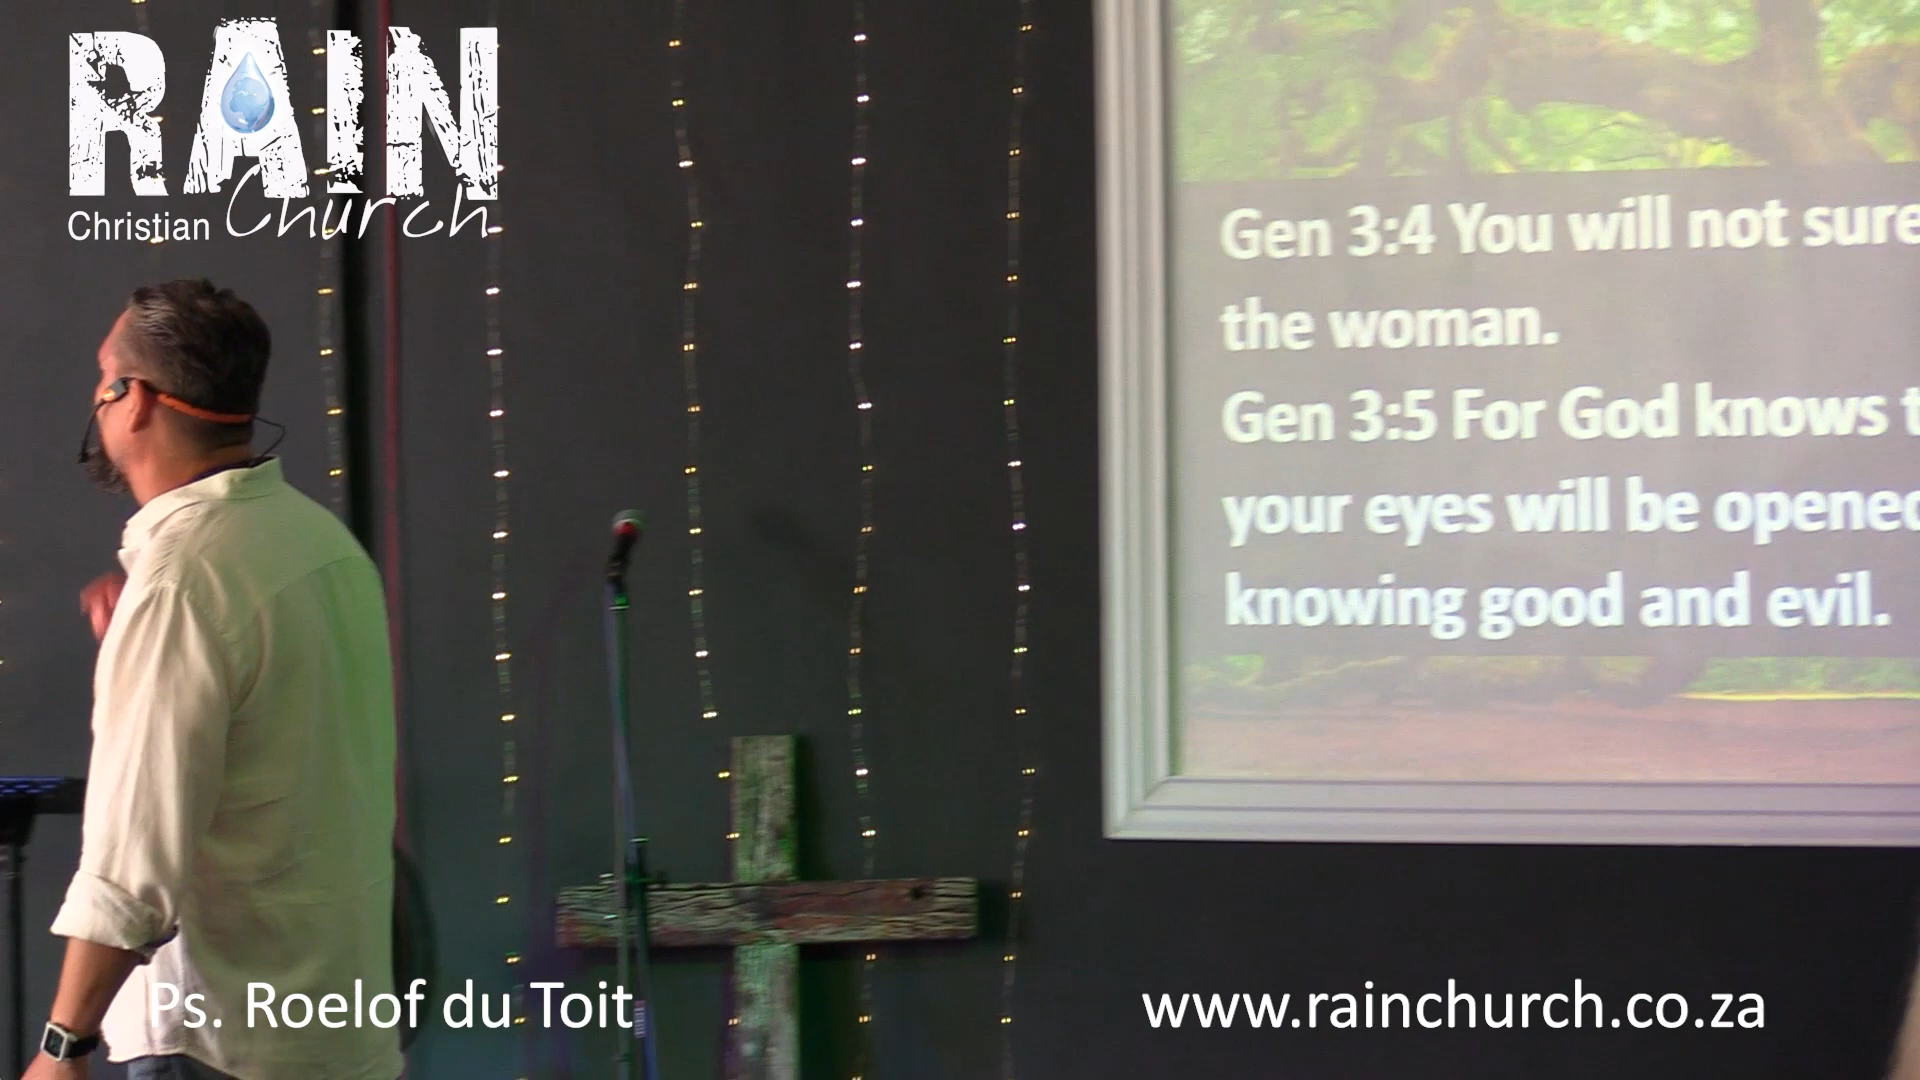 RAIN
Christian Church
Gen 3:4 You will not sure
the woman.
Gen 3:5 For God knows
your eyes will be opened
knowing good and evil.
Ps. Roelof du Toit
www.rainchurch.co.za